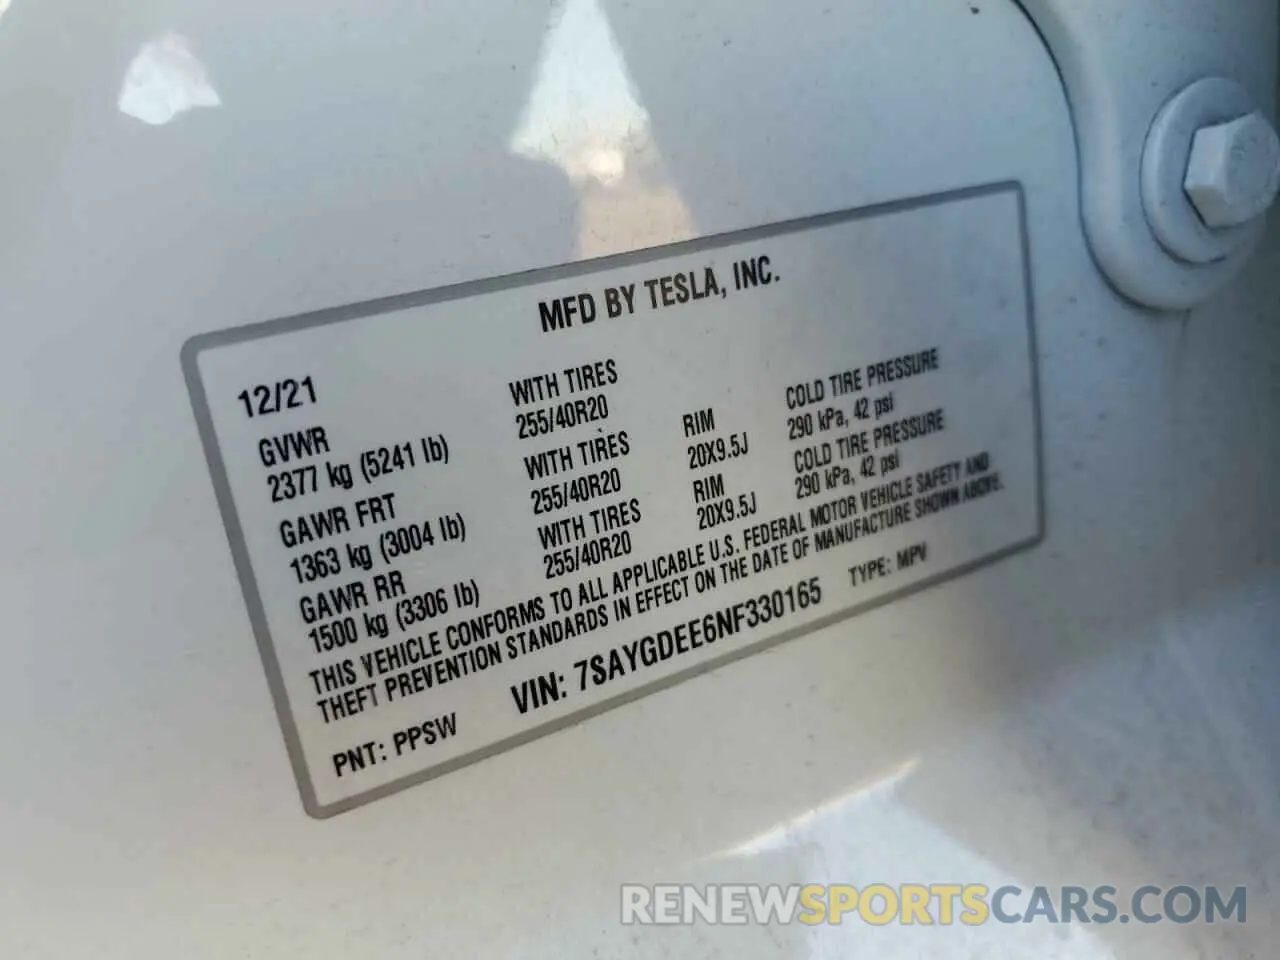 MFD BY TESLA, INC.
12/21
GVWR
2377 kg (5241 lb)
WITH TIRES
255/40R20
GAWR FRT
1363 kg (3004 lb)
WITH TIRES
255/40R20
RIM
20X9.5J
COLD TIRE PRESSURE
290 kPa, 42 psi
GAWR RR
1500 kg (3306 lb)
WITH TIRES
255/40R20
RIM
20X9.5J
COLD TIRE PRESSURE
290 kPa, 42 psi
THIS VEHICLE CONFORMS TO ALL APPLICABLE U.S. FEDERAL MOTOR VEHICLE SAFETY AND
THEFT PREVENTION STANDARDS IN EFFECT ON THE DATE OF MANUFACTURE SHOWN ABOVE.
PNT: PPSW
VIN: 7SAYGDEE6NF330165
TYPE: MPV
RENEWSPORTSCARS.COM